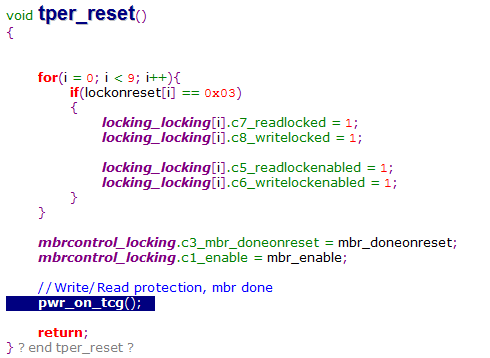 void tper_reset()
{
for(i = 0; i < 9; i++){
if(lockonreset[i] == 0x03)
{
locking_locking[i].c7_readlocked = 1;
locking_locking[i].c8_writelocked = 1;
locking_locking[i].c5_readlockenabled = 1;
locking_locking[i].c6_writelockenabled = 1;
}
}
mbrcontrol_locking.c3_mbr_doneonreset = mbr_doneonreset;
mbrcontrol_locking.c1_enable = mbr_enable;
//Write/Read protection, mbr done
pwr_on_tcg();
return;
} ? end tper_reset ?